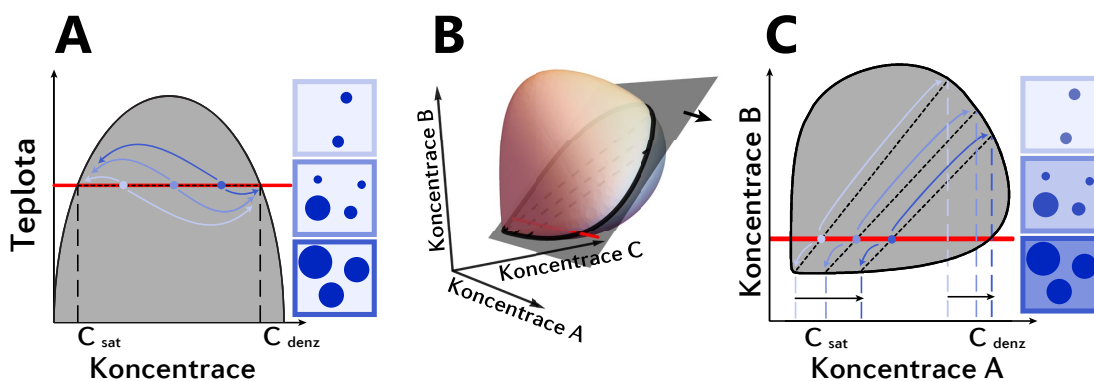 A
Teplota
C sat
C denz
Koncentrace
B
Koncentrace B
Koncentrace C
Koncentrace A
C
Koncentrace B
C sat
C denz
Koncentrace A